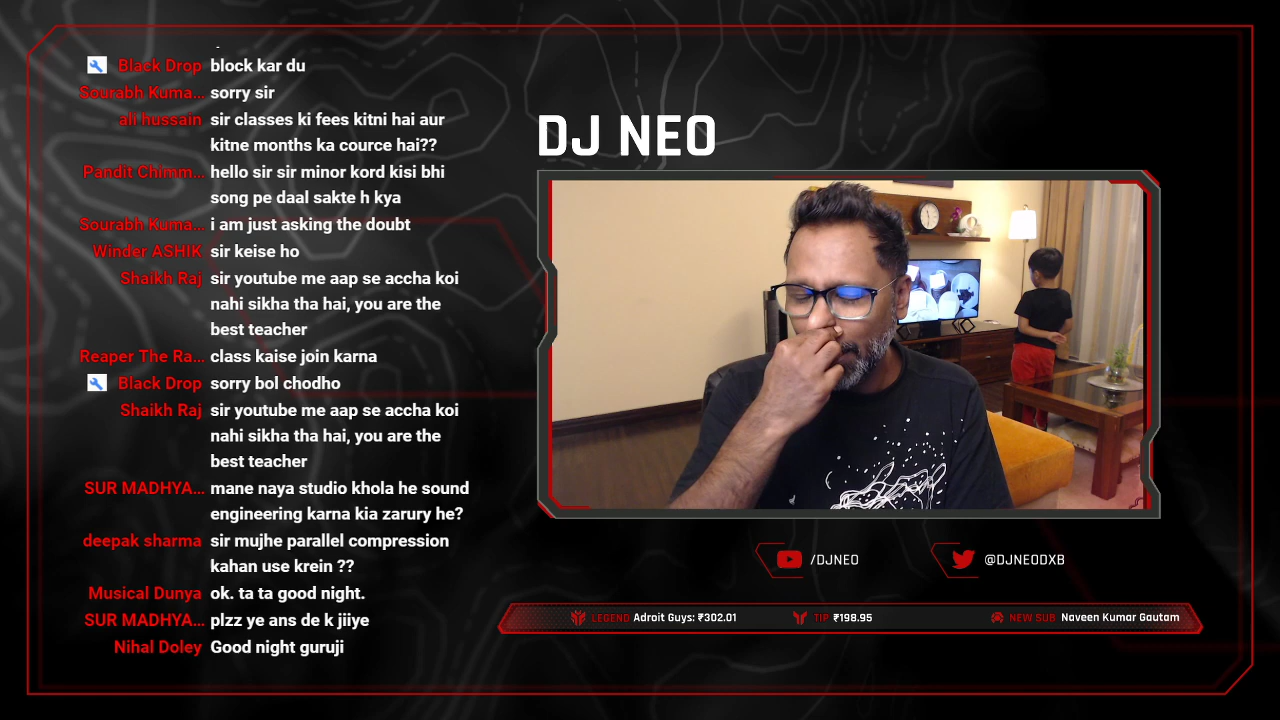 Black Drop block kar du
Sourabh Kuma... sorry sir
ali hussain sir classes ki fees kitni hai aur
kitne months ka cource hai??
Pandit Chimm... hello sir sir minor kord kisi bhi
song pe daal sakte h kya
Sourabh Kuma... i am just asking the doubt
Winder ASHIK sir keise ho
Shaikh Raj sir youtube me aap se accha koi
nahi sikha tha hai, you are the
best teacher
Reaper The Ra... class kaise join karna
Black Drop sorry bol chodho
Shaikh Raj sir youtube me aap se accha koi
nahi sikha tha hai, you are the
best teacher
SUR MADHYA... mane naya studio khola he sound
engineering karna kia zarury he?
deepak sharma sir mujhe parallel compression
kahan use krein ??
Musical Dunya ok. ta ta good night.
SUR MADHYA... plzz ye ans de k jiiye
Nihal Doley Good night guruji
DJ NEO
/DJNEO
@DJNEODXB
LEGEND Adroit Guys: ₹302.01
TIP ₹198.95
NEW SUB Naveen Kumar Gautam